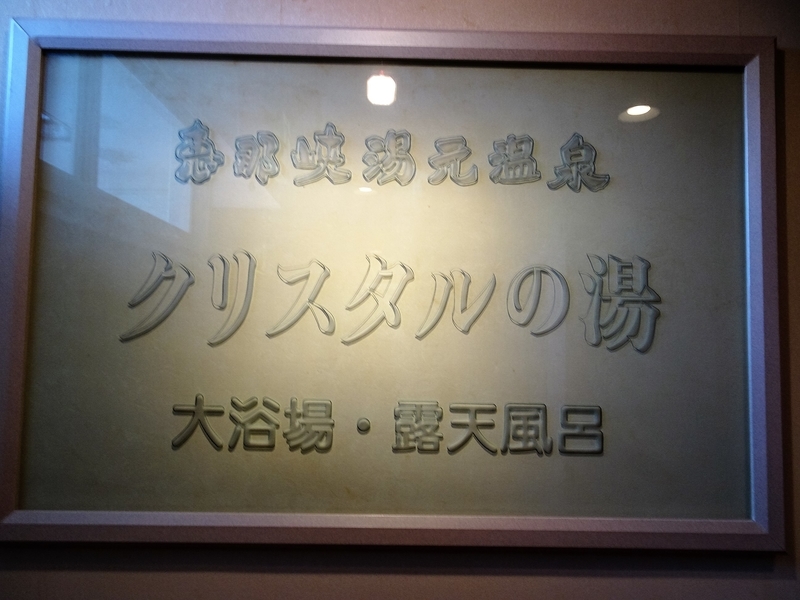 恵那峡湯元温泉
クリスタルの湯
大浴場・露天風呂